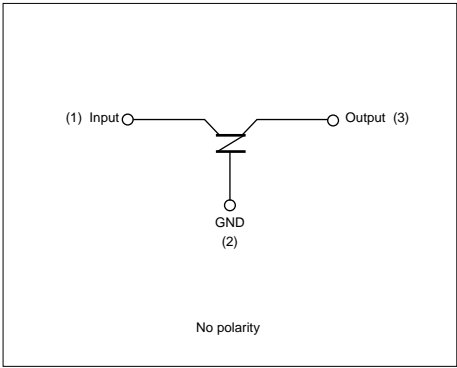 (1) Input Output (3)
GND
(2)
No polarity